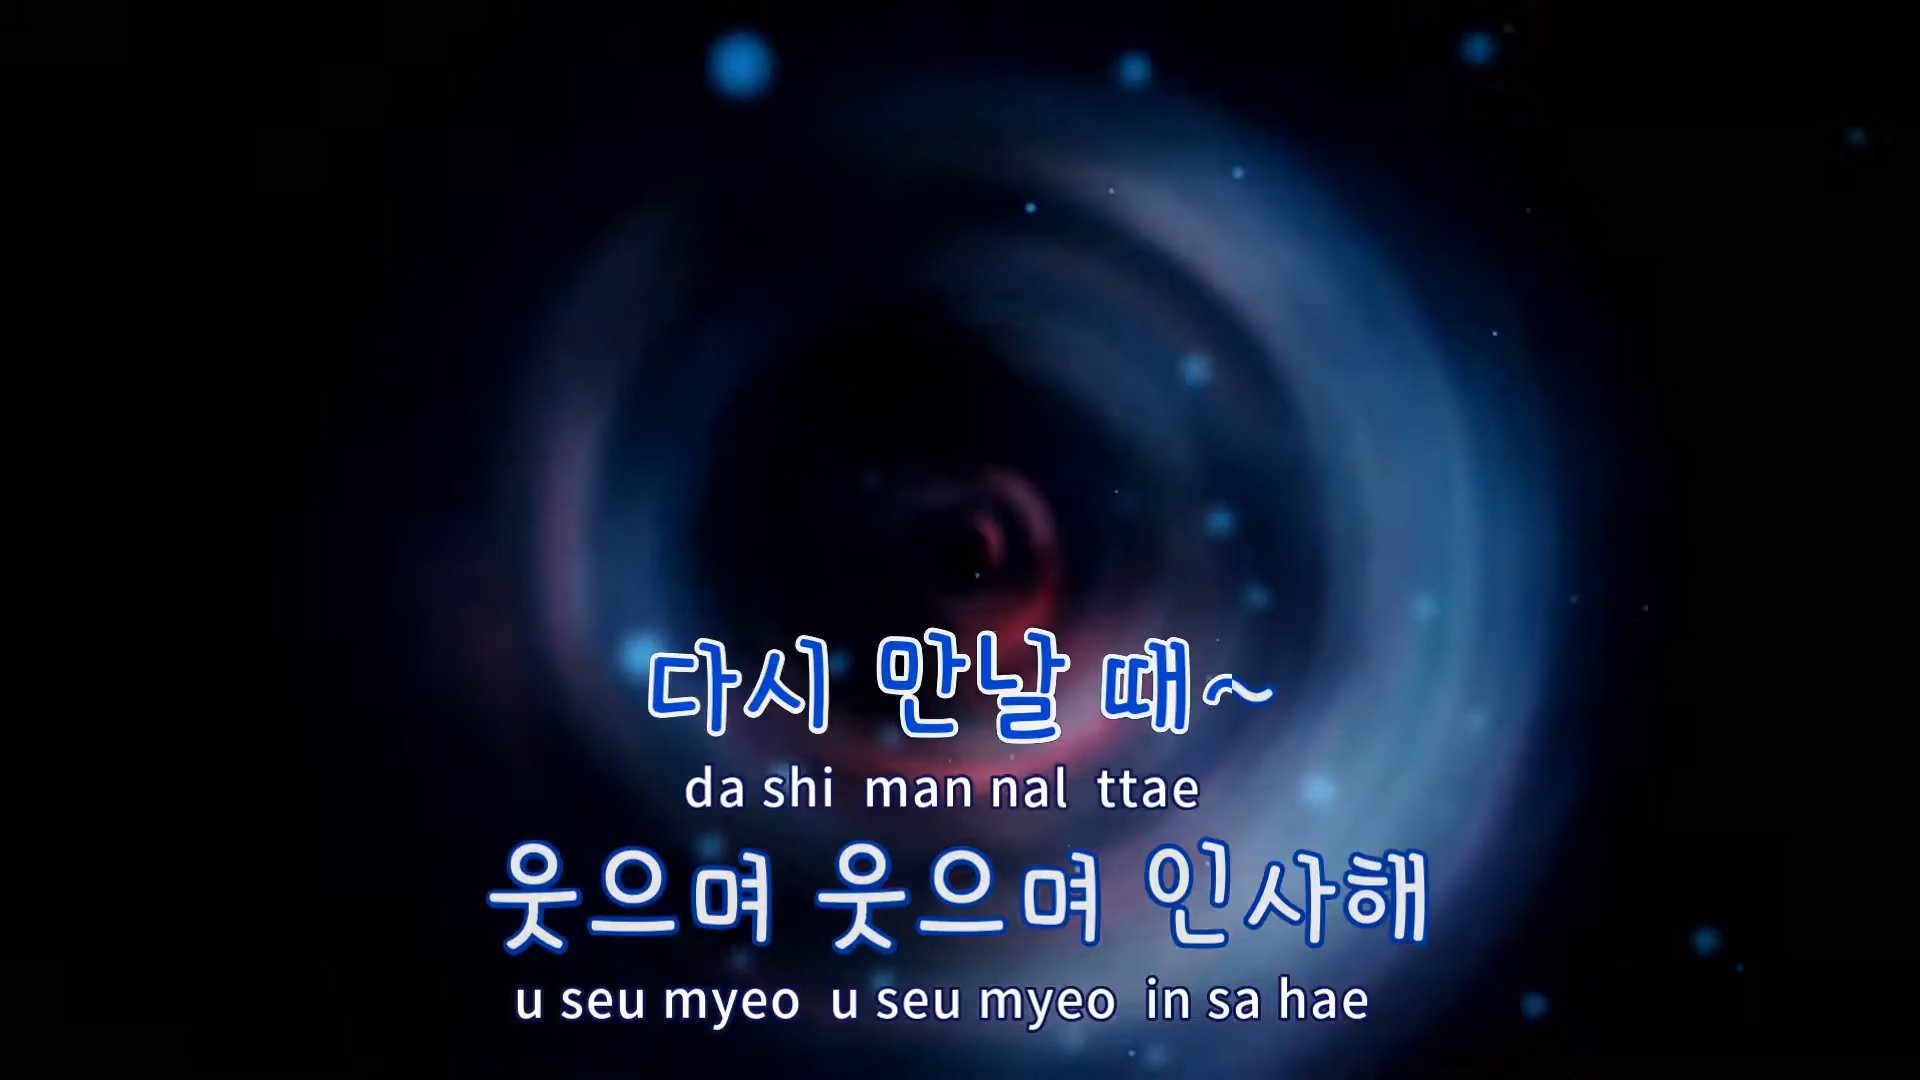 다시 만날 때~
da shi man nal ttae
웃으며 웃으며 인사해
u seu myeo u seu myeo in sa hae